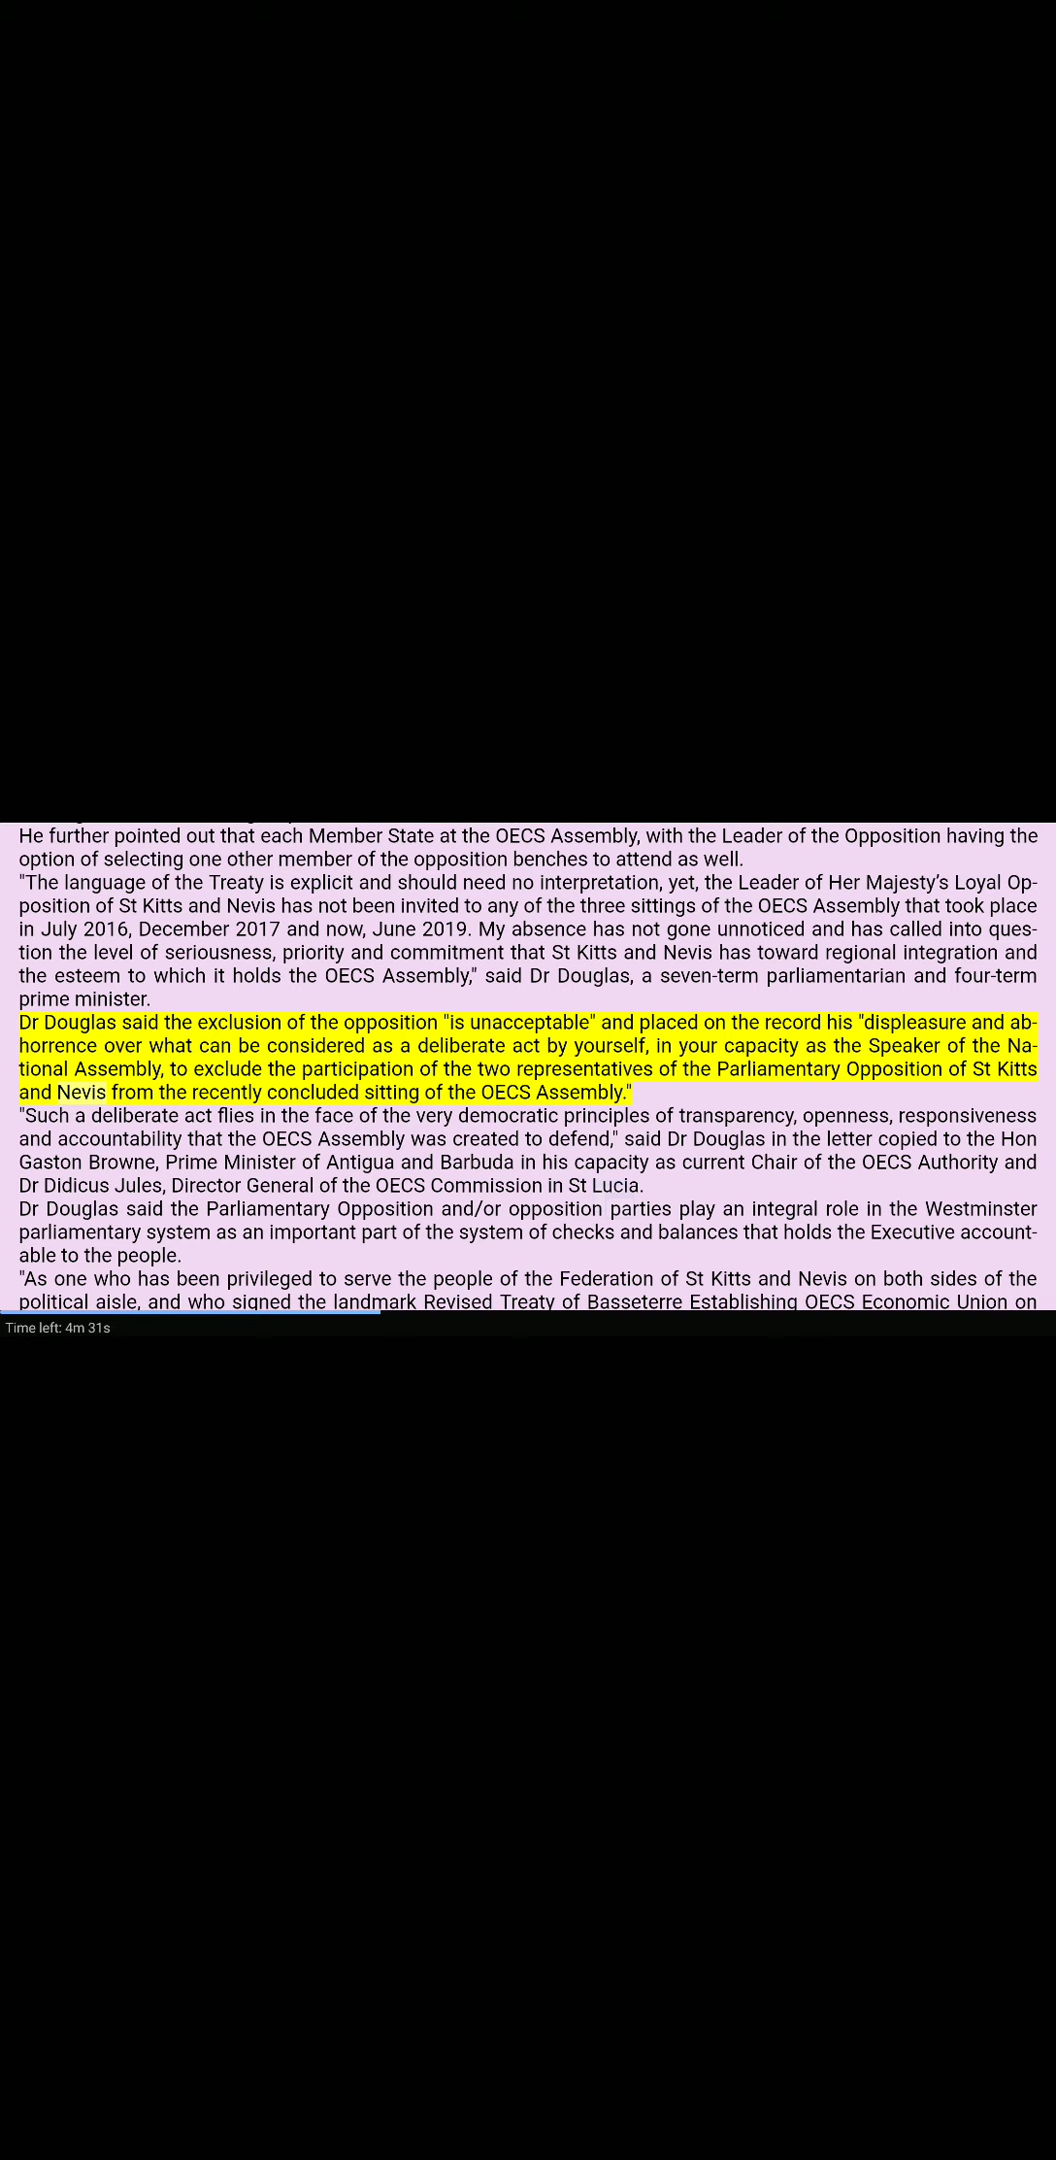 He further pointed out that each Member State at the OECS Assembly, with the Leader of the Opposition having the
option of selecting one other member of the opposition benches to attend as well.
"The language of the Treaty is explicit and should need no interpretation, yet, the Leader of Her Majesty’s Loyal Op-
position of St Kitts and Nevis has not been invited to any of the three sittings of the OECS Assembly that took place
in July 2016, December 2017 and now, June 2019. My absence has not gone unnoticed and has called into ques-
tion the level of seriousness, priority and commitment that St Kitts and Nevis has toward regional integration and
the esteem to which it holds the OECS Assembly," said Dr Douglas, a seven-term parliamentarian and four-term
prime minister.
Dr Douglas said the exclusion of the opposition "is unacceptable" and placed on the record his "displeasure and ab-
horrence over what can be considered as a deliberate act by yourself, in your capacity as the Speaker of the Na-
tional Assembly, to exclude the participation of the two representatives of the Parliamentary Opposition of St Kitts
and Nevis from the recently concluded sitting of the OECS Assembly."
"Such a deliberate act flies in the face of the very democratic principles of transparency, openness, responsiveness
and accountability that the OECS Assembly was created to defend," said Dr Douglas in the letter copied to the Hon
Gaston Browne, Prime Minister of Antigua and Barbuda in his capacity as current Chair of the OECS Authority and
Dr Didicus Jules, Director General of the OECS Commission in St Lucia.
Dr Douglas said the Parliamentary Opposition and/or opposition parties play an integral role in the Westminster
parliamentary system as an important part of the system of checks and balances that holds the Executive account-
able to the people.
"As one who has been privileged to serve the people of the Federation of St Kitts and Nevis on both sides of the
political aisle, and who signed the landmark Revised Treaty of Basseterre Establishing OECS Economic Union on
Time left: 4m 31s